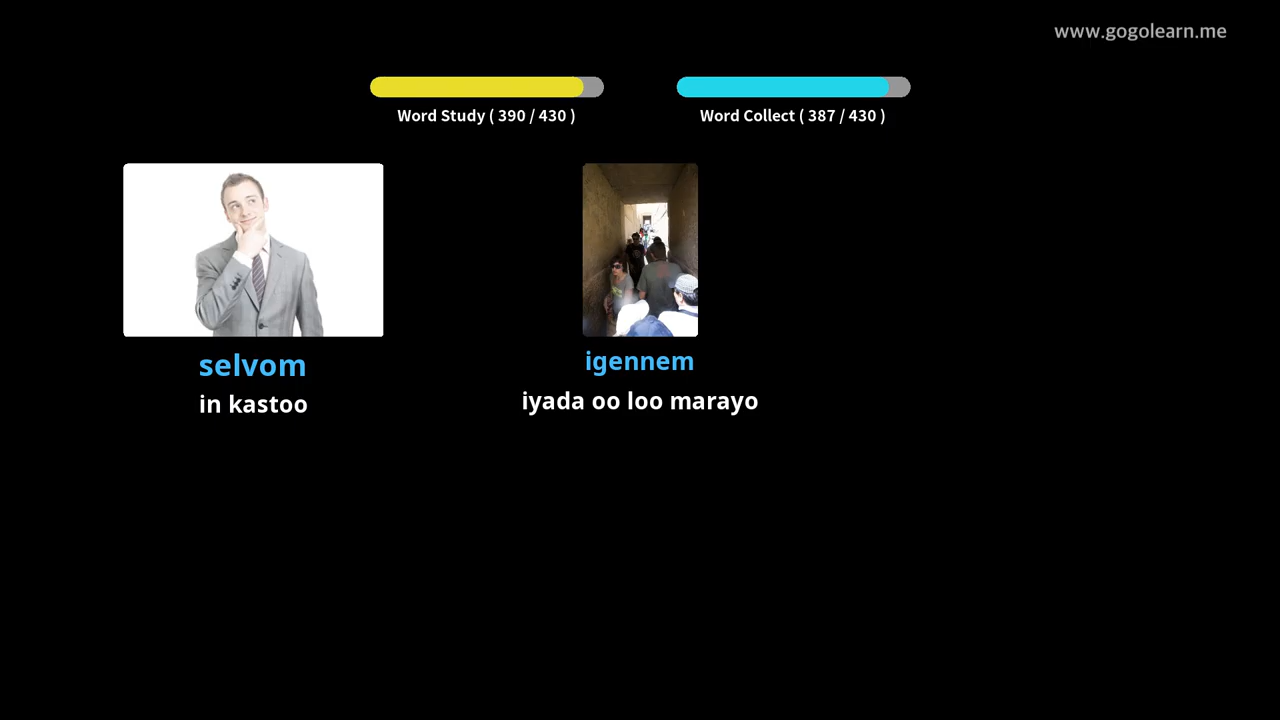 www.gogolearn.me
Word Study ( 390 / 430 )
Word Collect ( 387 / 430 )
selvom
in kastoo
igennem
iyada oo loo marayo